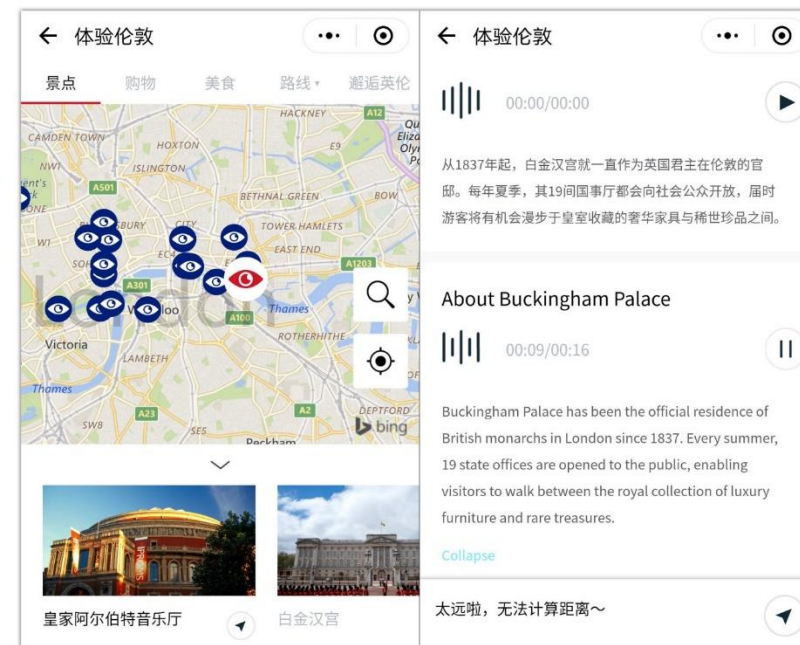 体验伦敦
景点 购物 美食 路线 邂逅英伦
HACKNEY
A12
CAMDEN TOWN
HOXTON
E9
NW1
ISLINGTON
A501
BETHNAL GREEN
BOW
CITY
TOWER HAMLETS
W1
EAST END
A1203
A301
London
A100
Thames
Victoria
ROTHERHITHE
LAMBETH
Thames
A23
A2
DEPTFORD
SW8
SE5
Peckham
bing
皇家阿尔伯特音乐厅
白金汉宫
体验伦敦
00:00/00:00
从1837年起，白金汉宫就一直作为英国君主在伦敦的官
邸。每年夏季，其19间国事厅都会向社会公众开放，届时
游客将有机会漫步于皇室收藏的奢华家具与稀世珍品之间。
About Buckingham Palace
00:09/00:16
Buckingham Palace has been the official residence of
British monarchs in London since 1837. Every summer,
19 state offices are opened to the public, enabling
visitors to walk between the royal collection of luxury
furniture and rare treasures.
Collapse
太远啦，无法计算距离～